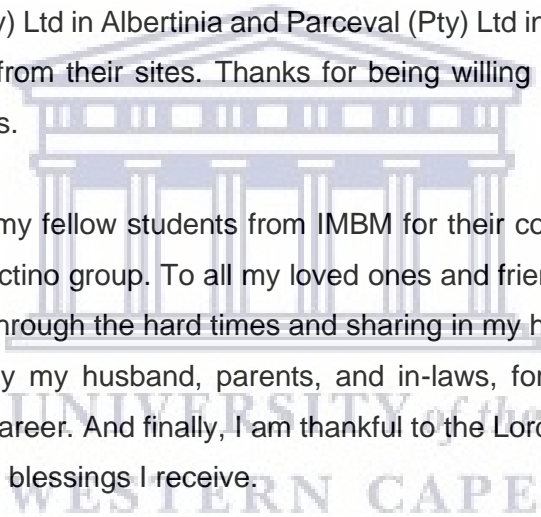 ) Ltd in Albertinia and Parceval (Pty) Ltd in
from their sites. Thanks for being willing
s.
my fellow students from IMBM for their co
ctino group. To all my loved ones and frier
hrough the hard times and sharing in my h
y my husband, parents, and in-laws, for
areer. And finally, I am thankful to the Lord
blessings I receive.
UNIVERSITY of the
WESTERN CAPE